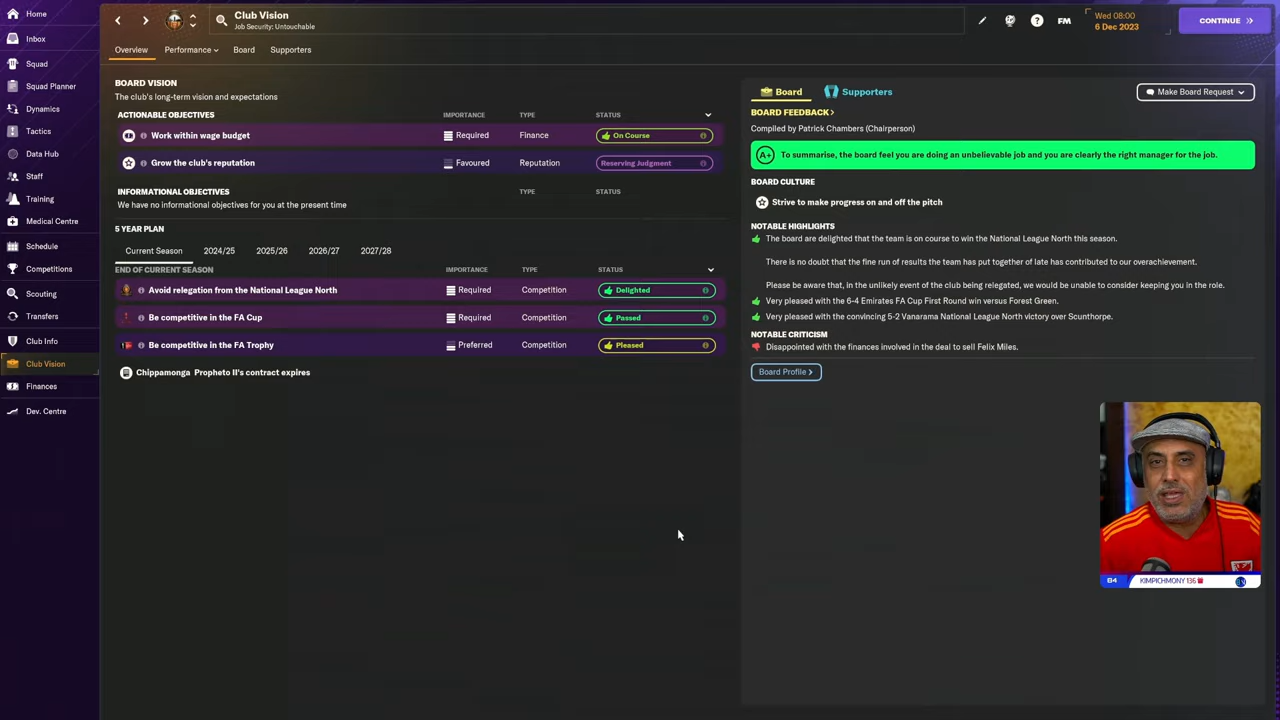 Home
Inbox
Squad
Squad Planner
Dynamics
Tactics
Data Hub
Staff
Training
Medical Centre
Schedule
Competitions
Scouting
Transfers
Club Info
Club Vision
Finances
Dev. Centre
Club Vision
Job Security: Untouchable
FM
Wed 08:00
6 Dec 2023
CONTINUE
Overview
Performance
Board
Supporters
BOARD VISION
The club's long-term vision and expectations
ACTIONABLE OBJECTIVES IMPORTANCE TYPE STATUS
Work within wage budget Required Finance On Course
Grow the club's reputation Favoured Reputation Reserving Judgment
INFORMATIONAL OBJECTIVES TYPE STATUS
We have no informational objectives for you at the present time
5 YEAR PLAN
Current Season 2024/25 2025/26 2026/27 2027/28
END OF CURRENT SEASON IMPORTANCE TYPE STATUS
Avoid relegation from the National League North Required Competition Delighted
Be competitive in the FA Cup Required Competition Passed
Be competitive in the FA Trophy Preferred Competition Pleased
Chippamonga Propheto II's contract expires
Board Supporters
Make Board Request
BOARD FEEDBACK >
Compiled by Patrick Chambers (Chairperson)
A+ To summarise, the board feel you are doing an unbelievable job and you are clearly the right manager for the job.
BOARD CULTURE
Strive to make progress on and off the pitch
NOTABLE HIGHLIGHTS
The board are delighted that the team is on course to win the National League North this season.
There is no doubt that the fine run of results the team has put together of late has contributed to our overachievement.
Please be aware that, in the unlikely event of the club being relegated, we would be unable to consider keeping you in the role.
Very pleased with the 6-4 Emirates FA Cup First Round win versus Forest Green.
Very pleased with the convincing 5-2 Vanarama National League North victory over Scunthorpe.
NOTABLE CRITICISM
Disappointed with the finances involved in the deal to sell Felix Miles.
Board Profile >
84 KIMPICHMONY 136